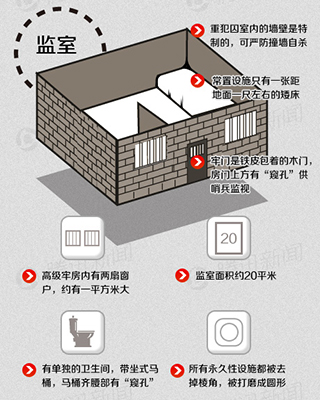 监室
重犯囚室内的墙壁是特
制的，可严防撞墙自杀
常置设施只有一张距
地面一尺左右的矮床
牢门是铁皮包着的木门，
房门上方有“窥孔”供
哨兵监视
高级牢房内有两扇窗
户，约有一平方米大
20
监室面积约20平米
有单独的卫生间，带坐式马
桶，马桶齐腰部有“窥孔”
所有永久性设施都被去
掉棱角，被打磨成圆形